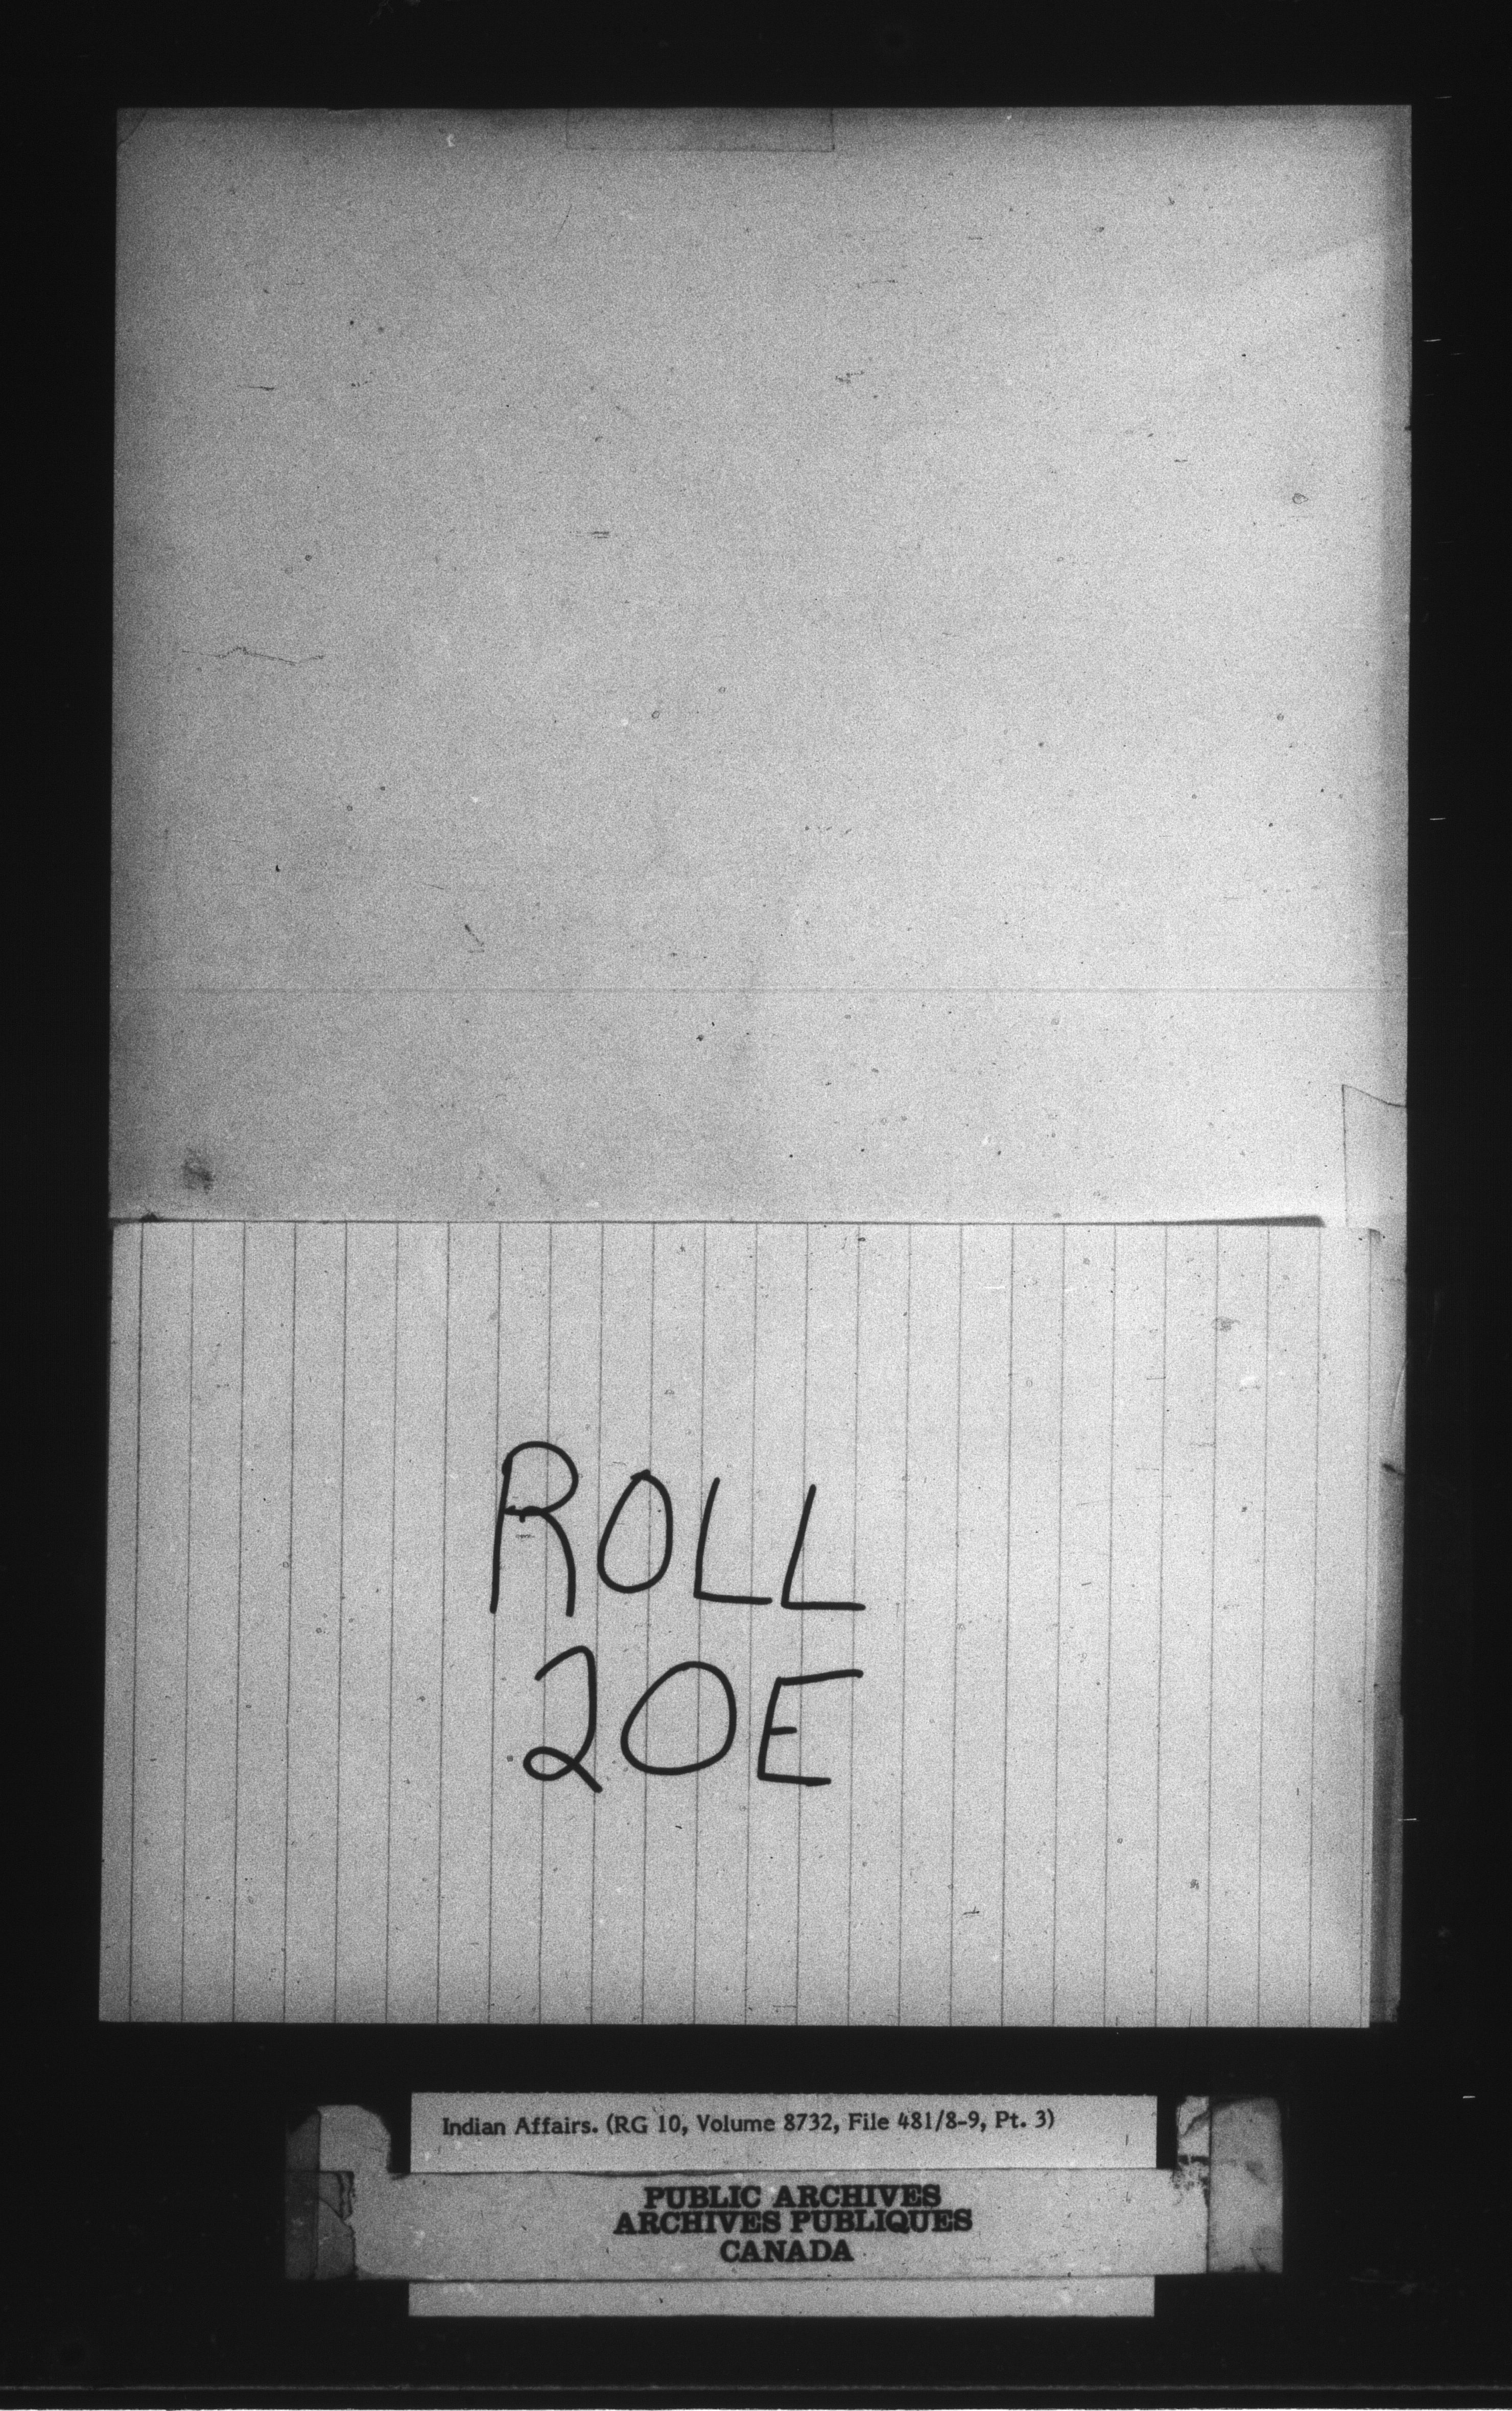 ROLL
20E
Indian Affairs. (RG 10, Volume 8732, File 481/8-9, Pt. 3)
PUBLIC ARCHIVES
ARCHIVES PUBLIQUES
CANADA